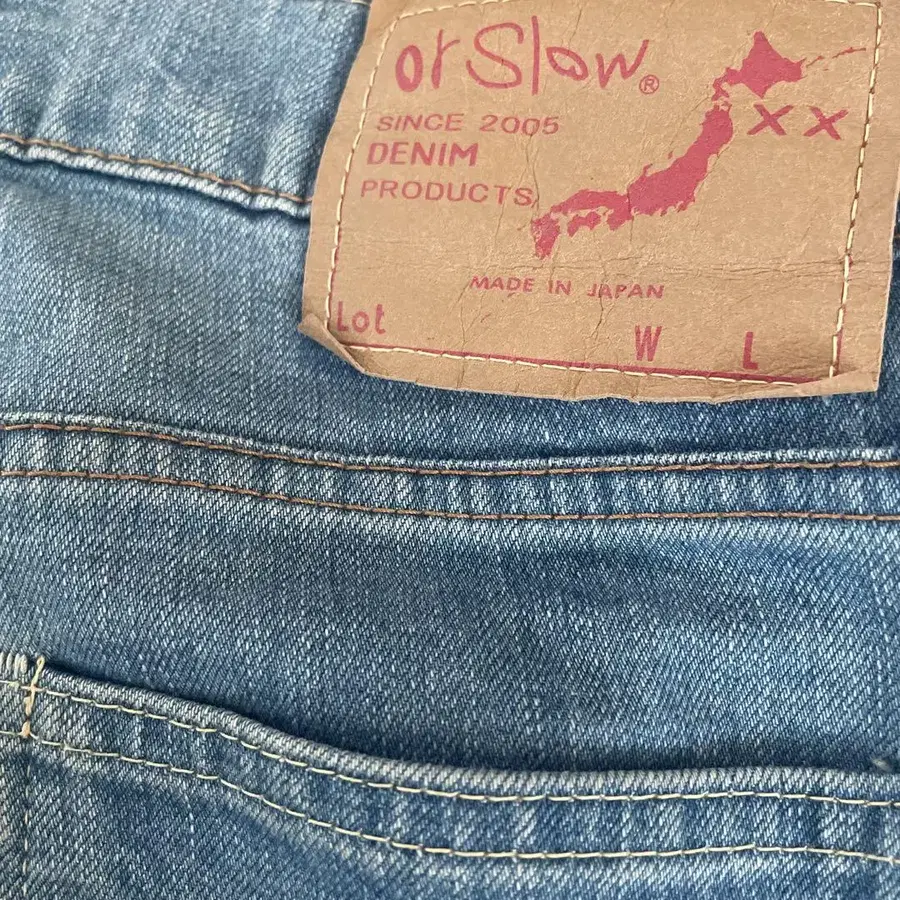 orSlow®
SINCE 2005
DENIM
PRODUCTS
XX
MADE IN JAPAN
Lot W L